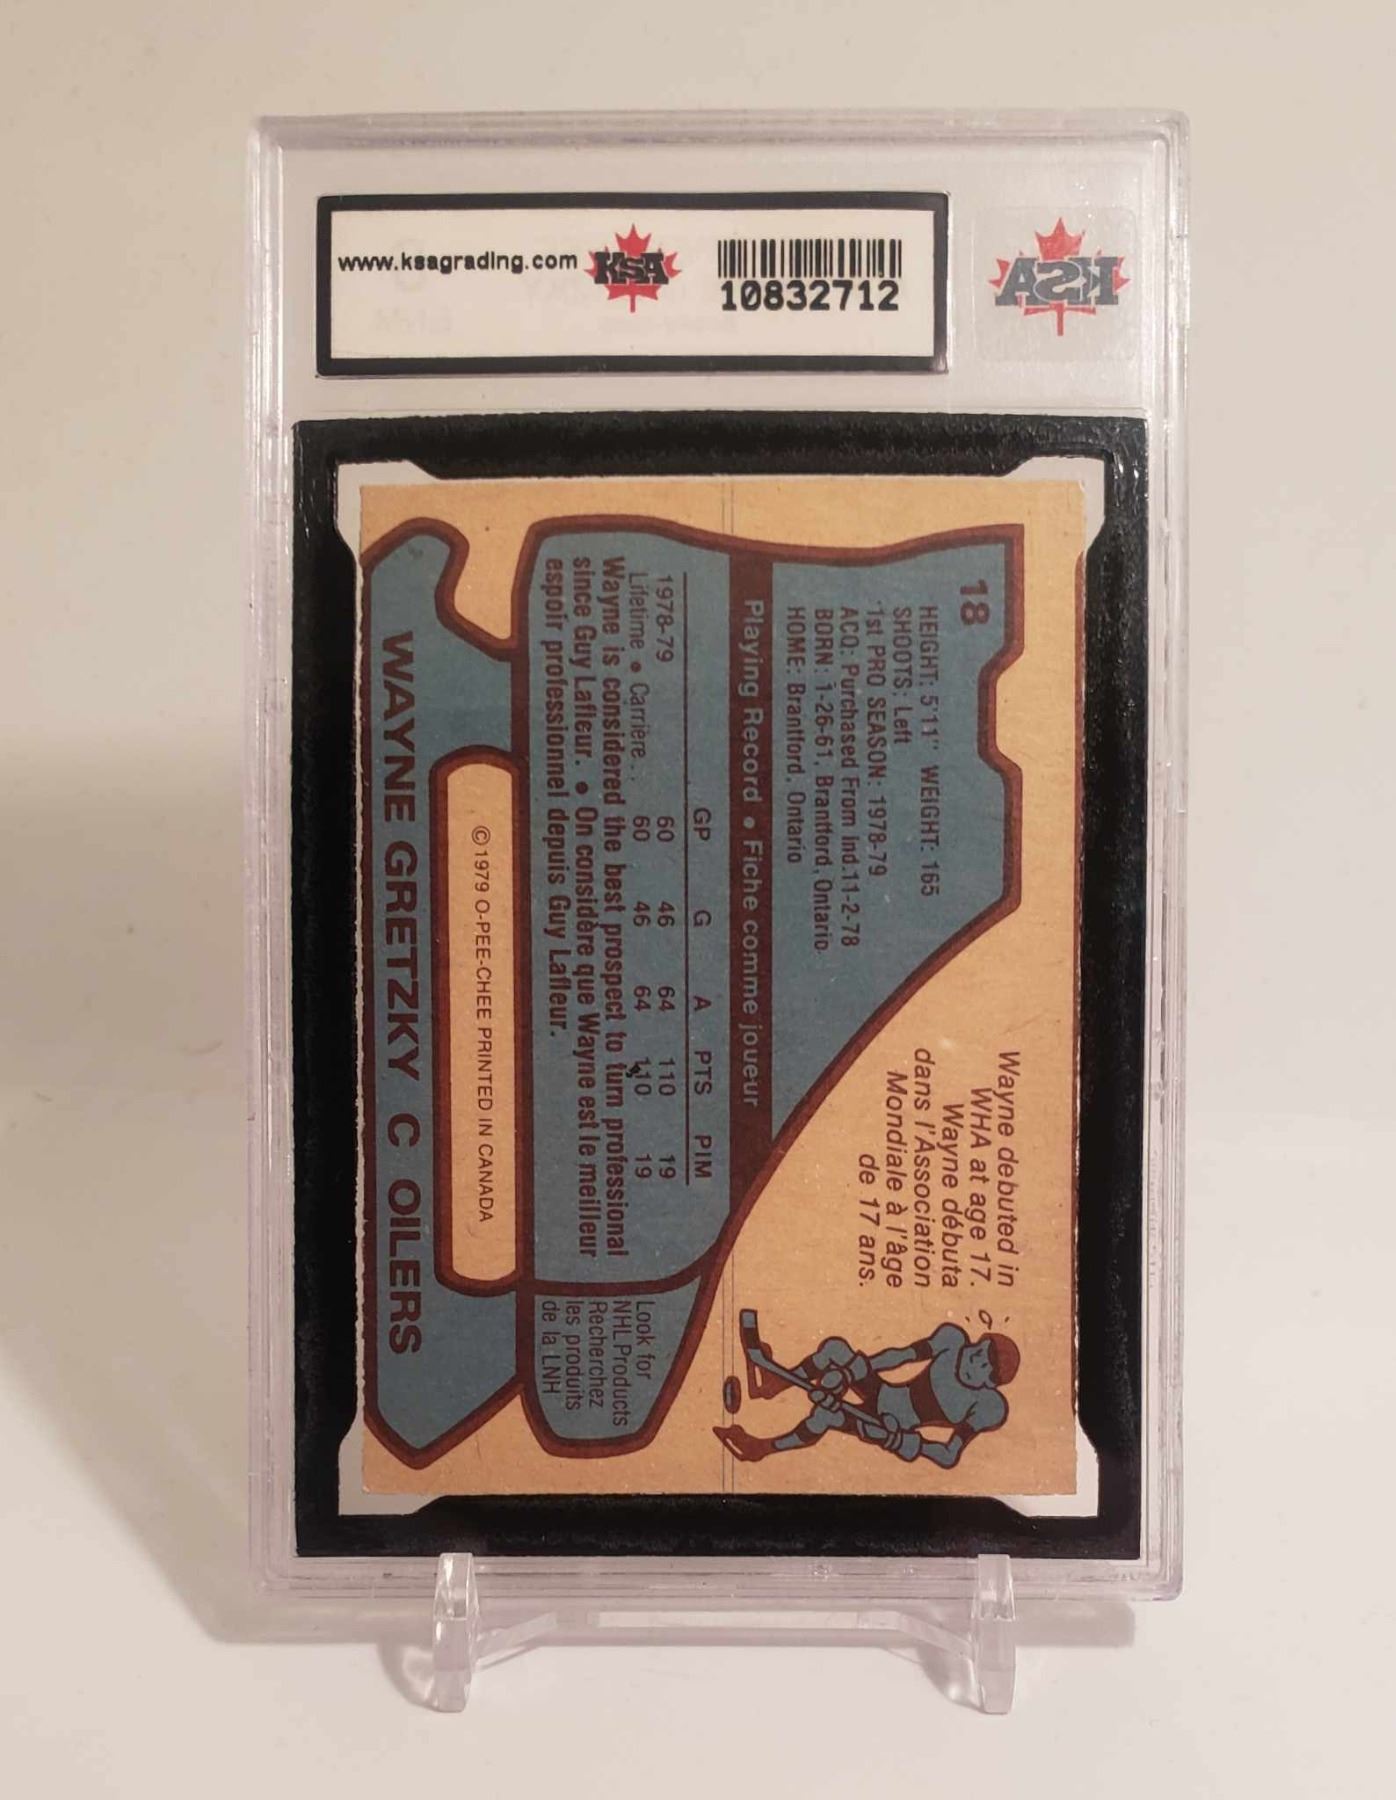 www.ksagrading.com
KSA
10832712
KSA
18
HEIGHT: 5'11" WEIGHT: 165
SHOOTS: Left
1st PRO SEASON: 1978-79
ACQ: Purchased From Ind.11-2-78
BORN: 1-26-61, Brantford, Ontario
HOME: Brantford, Ontario
Wayne debuted in
WHA at age 17.
Wayne débuta
dans l'Association
Mondiale à l'âge
de 17 ans.
Playing Record • Fiche comme joueur
GP G A PTS PIM
1978-79 60 46 64 110 19
Lifetime • Carrière.. 60 46 64 110 19
Wayne is considered the best prospect to turn professional
since Guy Lafleur. • On considère que Wayne est le meilleur
espoir professionnel depuis Guy Lafleur.
Look for
NHL Products
Recherchez
les produits
de la LNH
©1979 O-PEE-CHEE PRINTED IN CANADA
WAYNE GRETZKY C OILERS